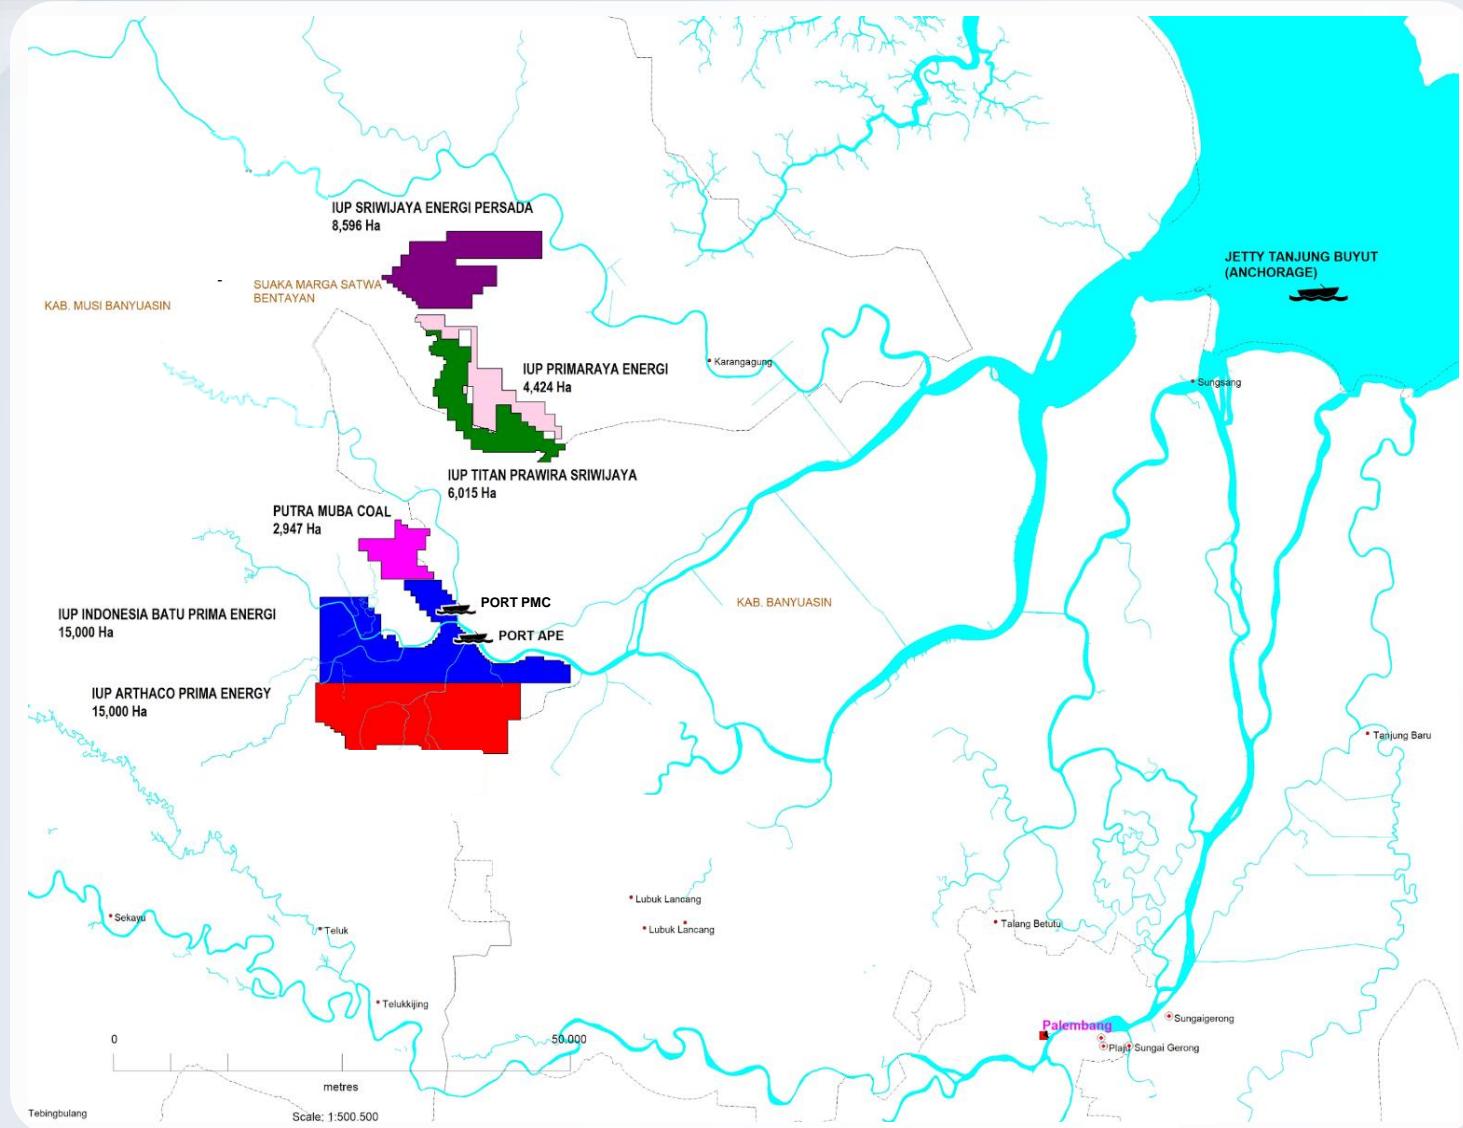 IUP SRIWIJAYA ENERGI PERSADA
8,596 Ha
JETTY TANJUNG BUYUT
(ANCHORAGE)
SUAKA MARGA SATWA
BENTAYAN
KAB. MUSI BANYUASIN
Karangagung
IUP PRIMARAYA ENERGI
4,424 Ha
Sungsang
IUP TITAN PRAWIRA SRIWIJAYA
6,015 Ha
PUTRA MUBA COAL
2,947 Ha
PORT PMC
KAB. BANYUASIN
IUP INDONESIA BATU PRIMA ENERGI
15,000 Ha
PORT APE
IUP ARTHACO PRIMA ENERGY
15,000 Ha
Tanjung Baru
Lubuk Lancang
Sekayu
Teluk
Lubuk Lancang
Talang Betutu
Telukkijing
Sungaigerong
Palembang
Plaju
Sungai Gerong
0
50.000
metres
Scale: 1:500.500
Tebingbulang